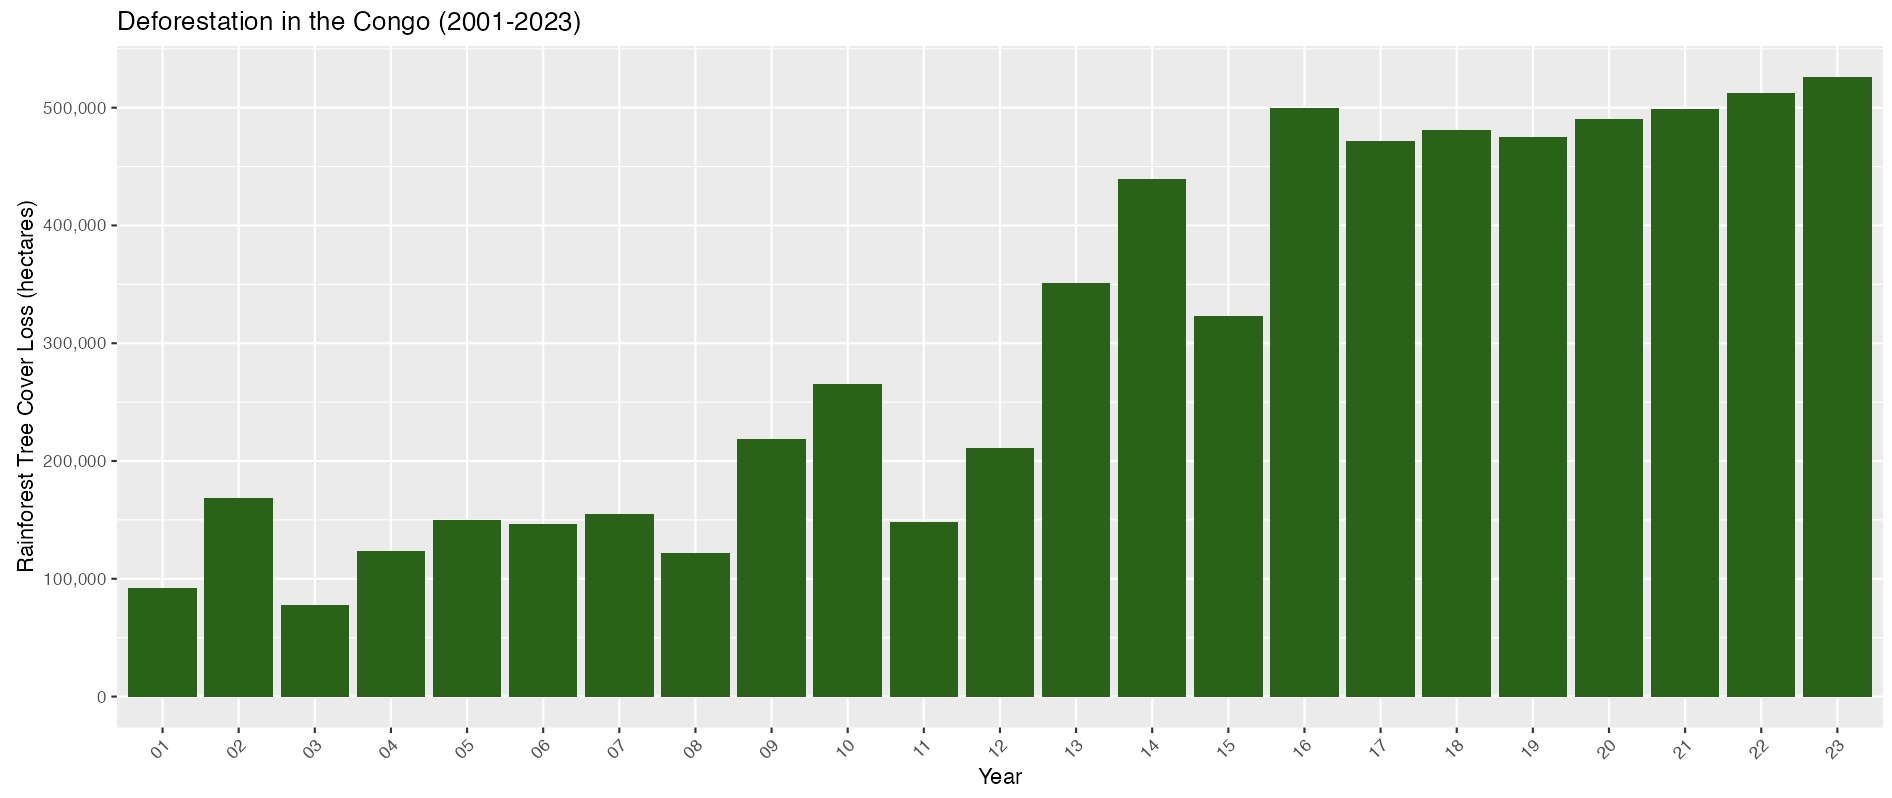 Deforestation in the Congo (2001-2023)
Rainforest Tree Cover Loss (hectares)
500,000
400,000
300,000
200,000
100,000
0
01 02 03 04 05 06 07 08 09 10 11 12 13 14 15 16 17 18 19 20 21 22 23
Year